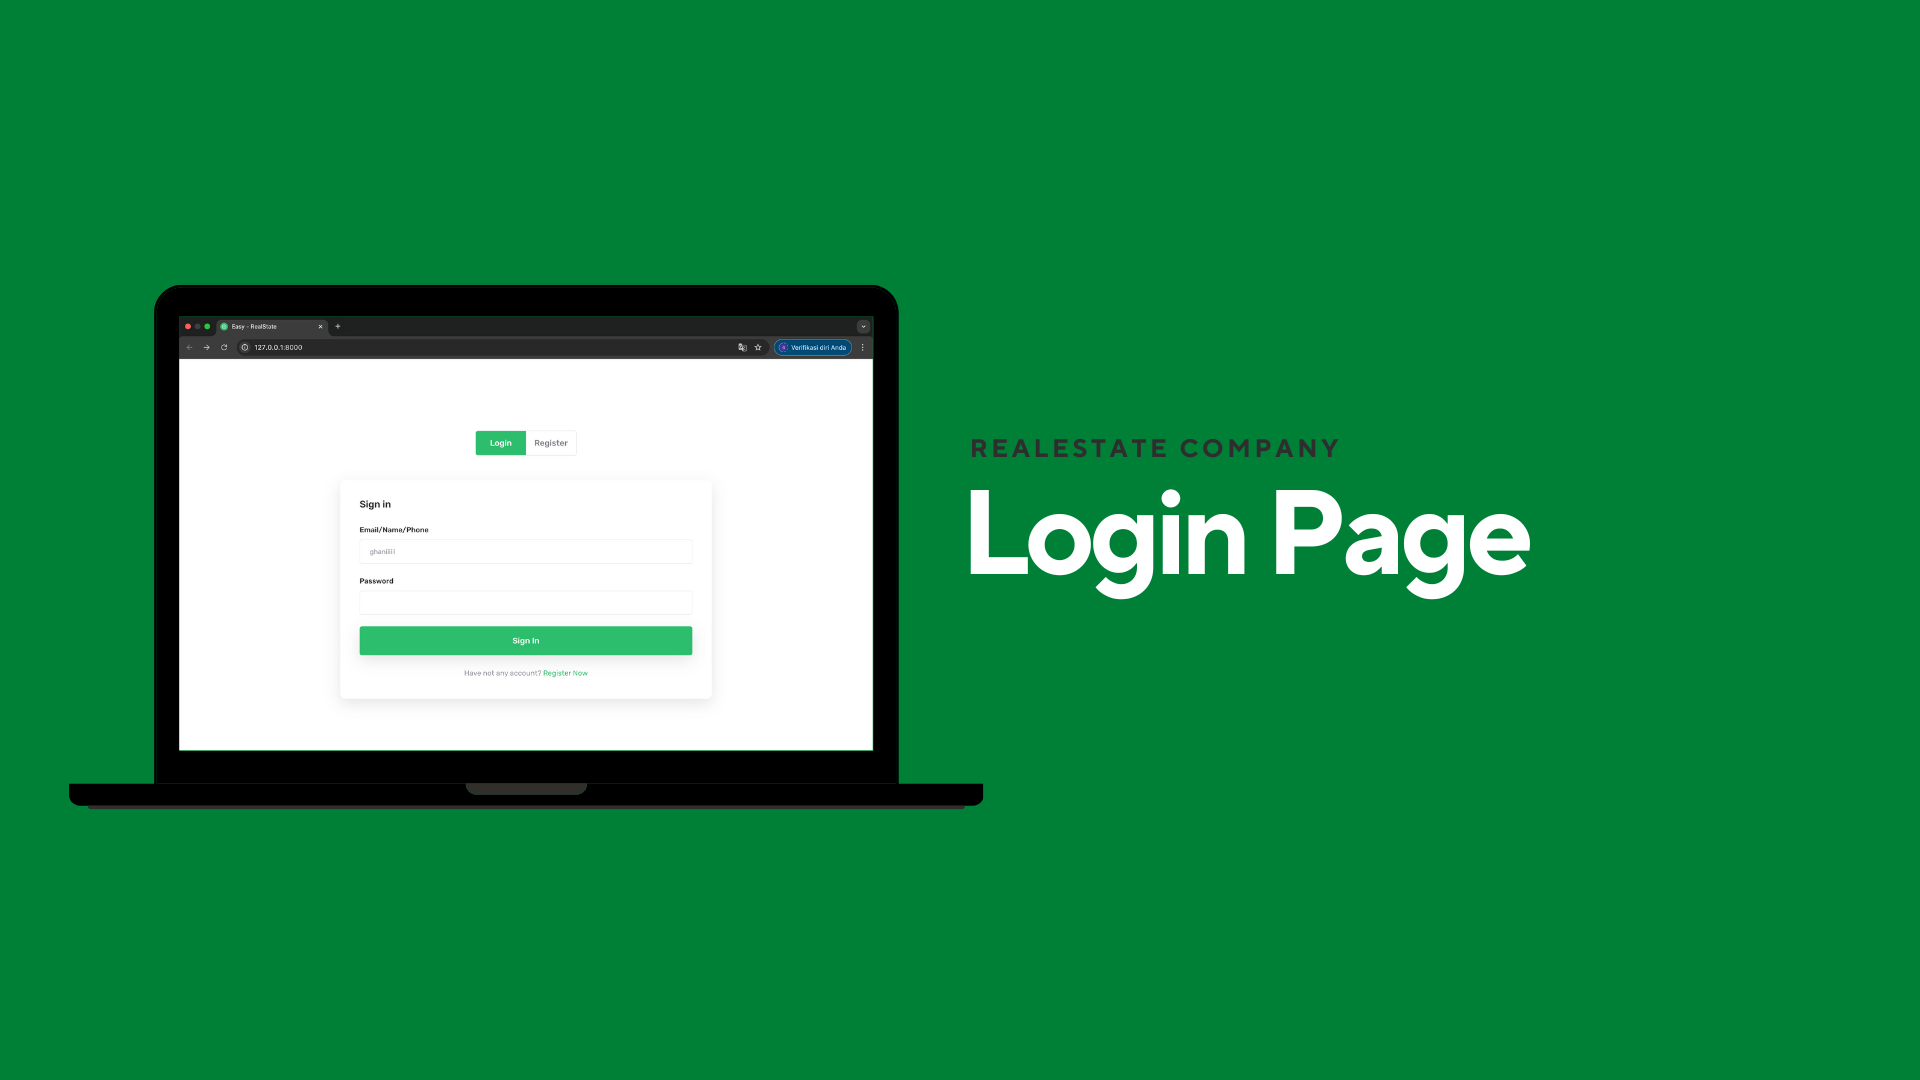 Easy - RealState
127.0.0.1:8000
Verifikasi diri Anda
Login
Register
Sign in
Email/Name/Phone
Password
Sign In
Have not any account? Register Now
REALESTATE COMPANY
Login Page